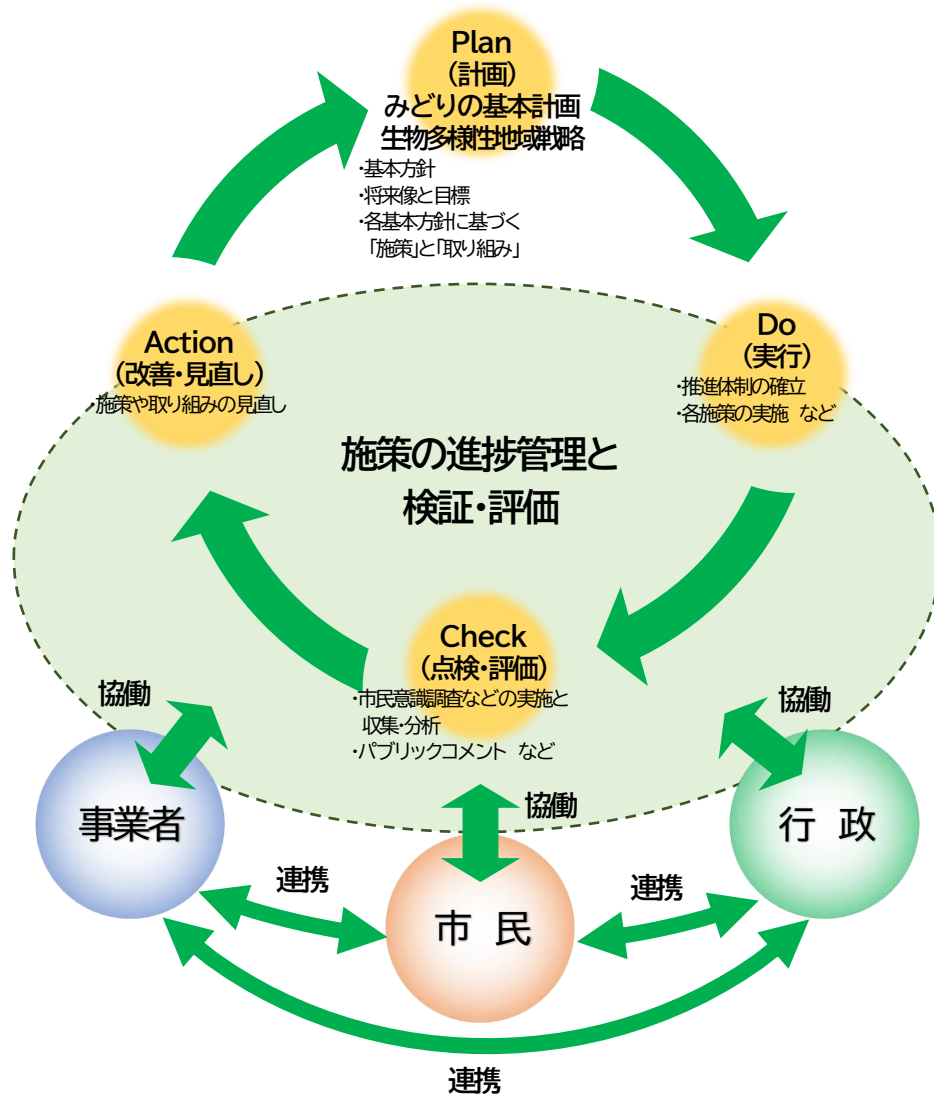 Plan
（計画）
みどりの基本計画
生物多様性地域戦略
・基本方針
・将来像と目標
・各基本方針に基づく
「施策」と「取り組み」
Action
（改善・見直し）
・施策や取り組みの見直し
Do
（実行）
・推進体制の確立
・各施策の実施 など
施策の進捗管理と
検証・評価
Check
（点検・評価）
・市民意識調査などの実施と
収集・分析
・パブリックコメント など
協働
協働
協働
事業者
市 民
行 政
連携
連携
連携